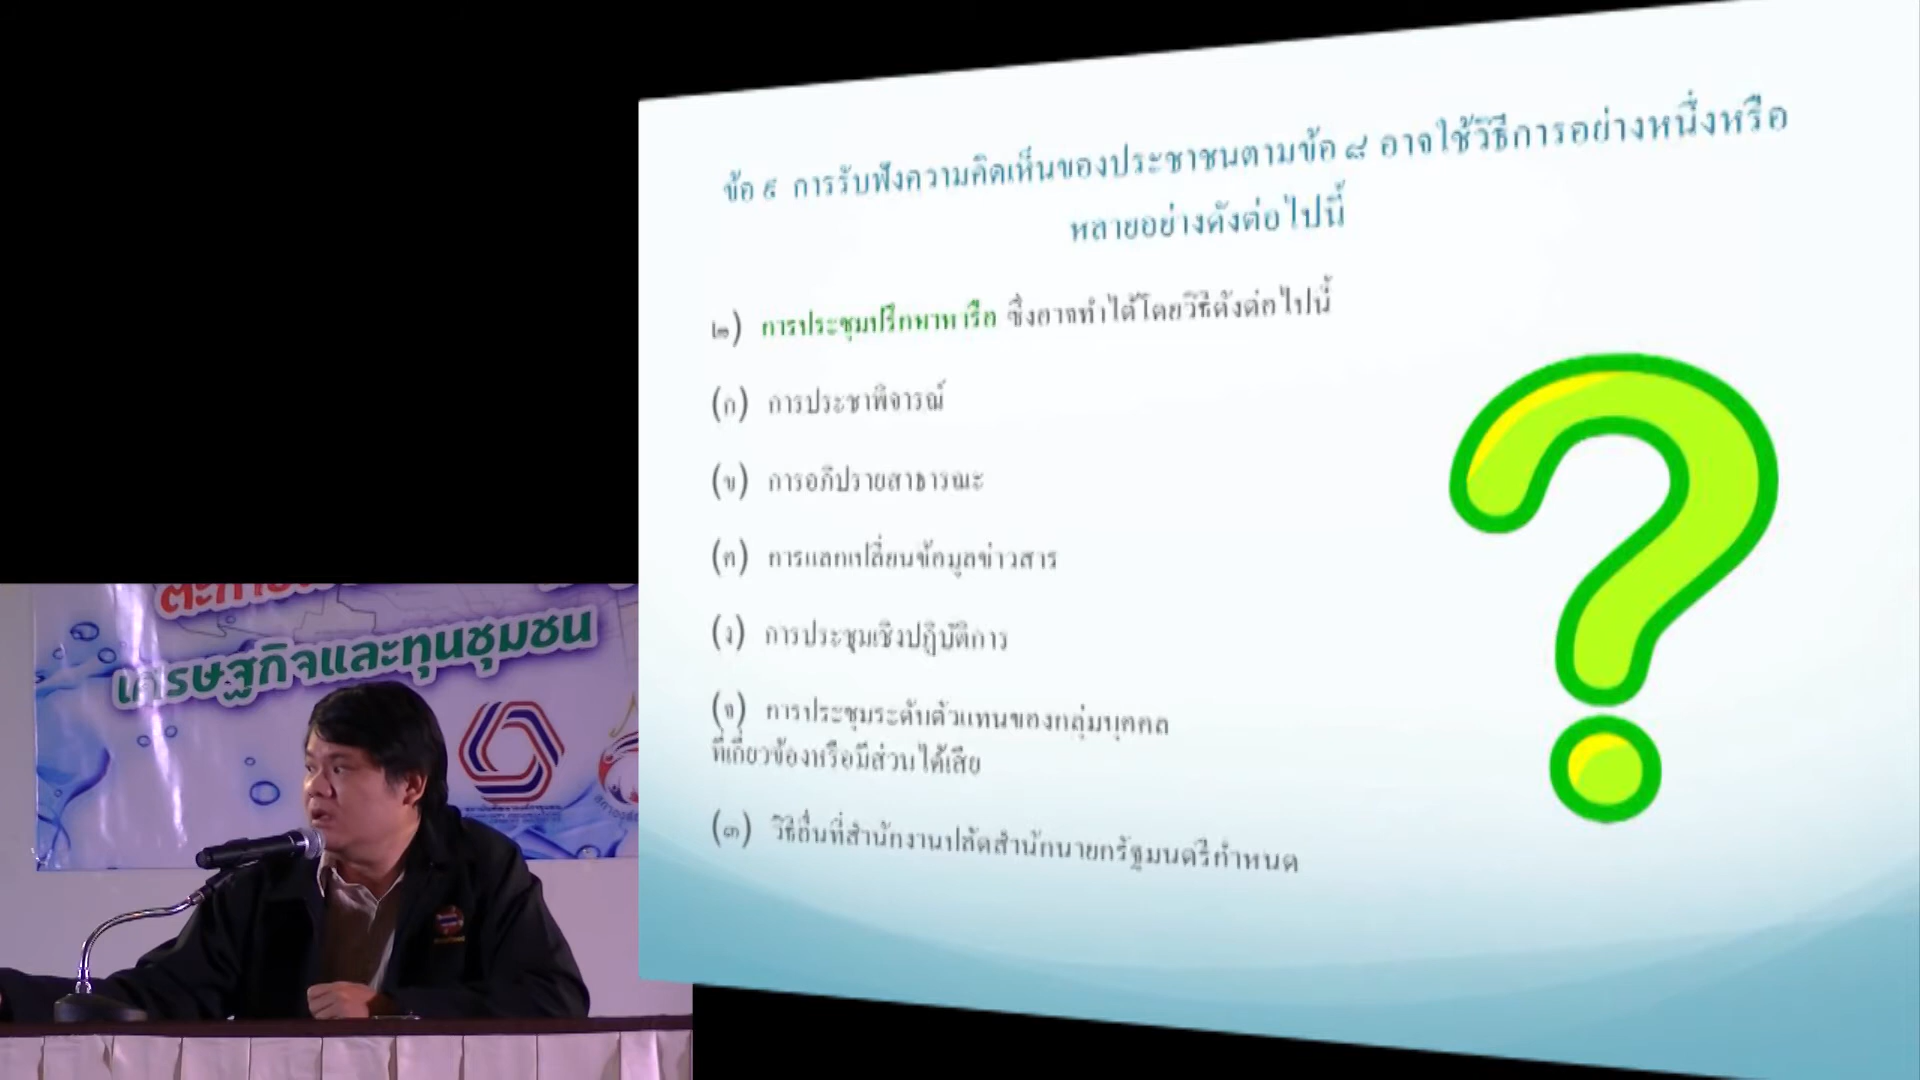 ข้อ ๙ การรับฟังความคิดเห็นของประชาชนตามข้อ ๘ อาจใช้วิธีการอย่างหนึ่งหรือ
หลายอย่างดังต่อไปนี้
๒) การประชุมปรึกษาหารือ ซึ่งอาจทำได้โดยวิธีดังต่อไปนี้
(ก) การประชาพิจารณ์
(ข) การอภิปรายสาธารณะ
(ค) การแลกเปลี่ยนข้อมูลข่าวสาร
(ง) การประชุมเชิงปฏิบัติการ
(จ) การประชุมระดับตัวแทนของกลุ่มบุคคล
ที่เกี่ยวข้องหรือมีส่วนได้เสีย
(๓) วิธีอื่นที่สำนักงานปลัดสำนักนายกรัฐมนตรีกำหนด
เศรษฐกิจและทุนชุมชน